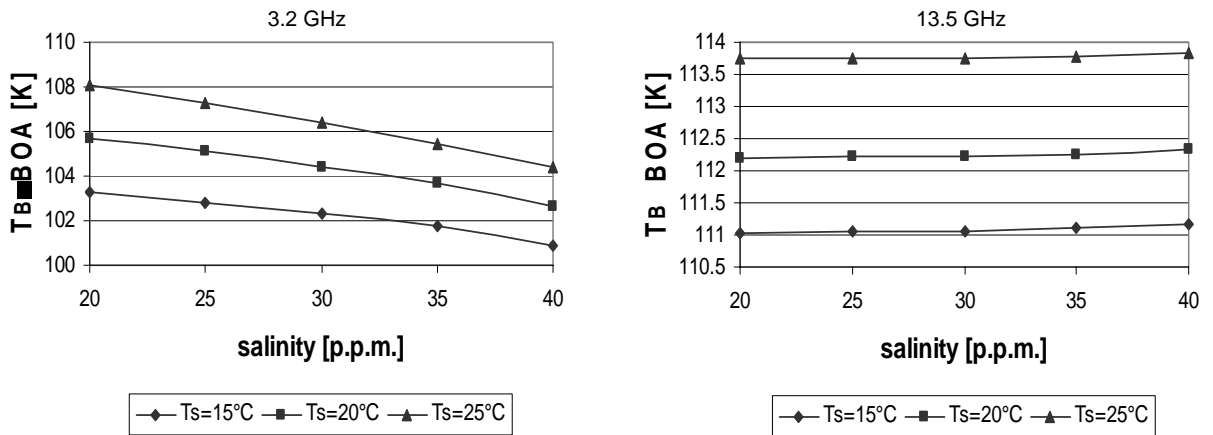 3.2 GHz
TB■BOA [K]
110
108
106
104
102
100
20 25 30 35 40
salinity [p.p.m.]
Ts=15°C Ts=20°C Ts=25°C
13.5 GHz
TB BOA [K]
114
113.5
113
112.5
112
111.5
111
110.5
20 25 30 35 40
salinity [p.p.m.]
Ts=15°C Ts=20°C Ts=25°C